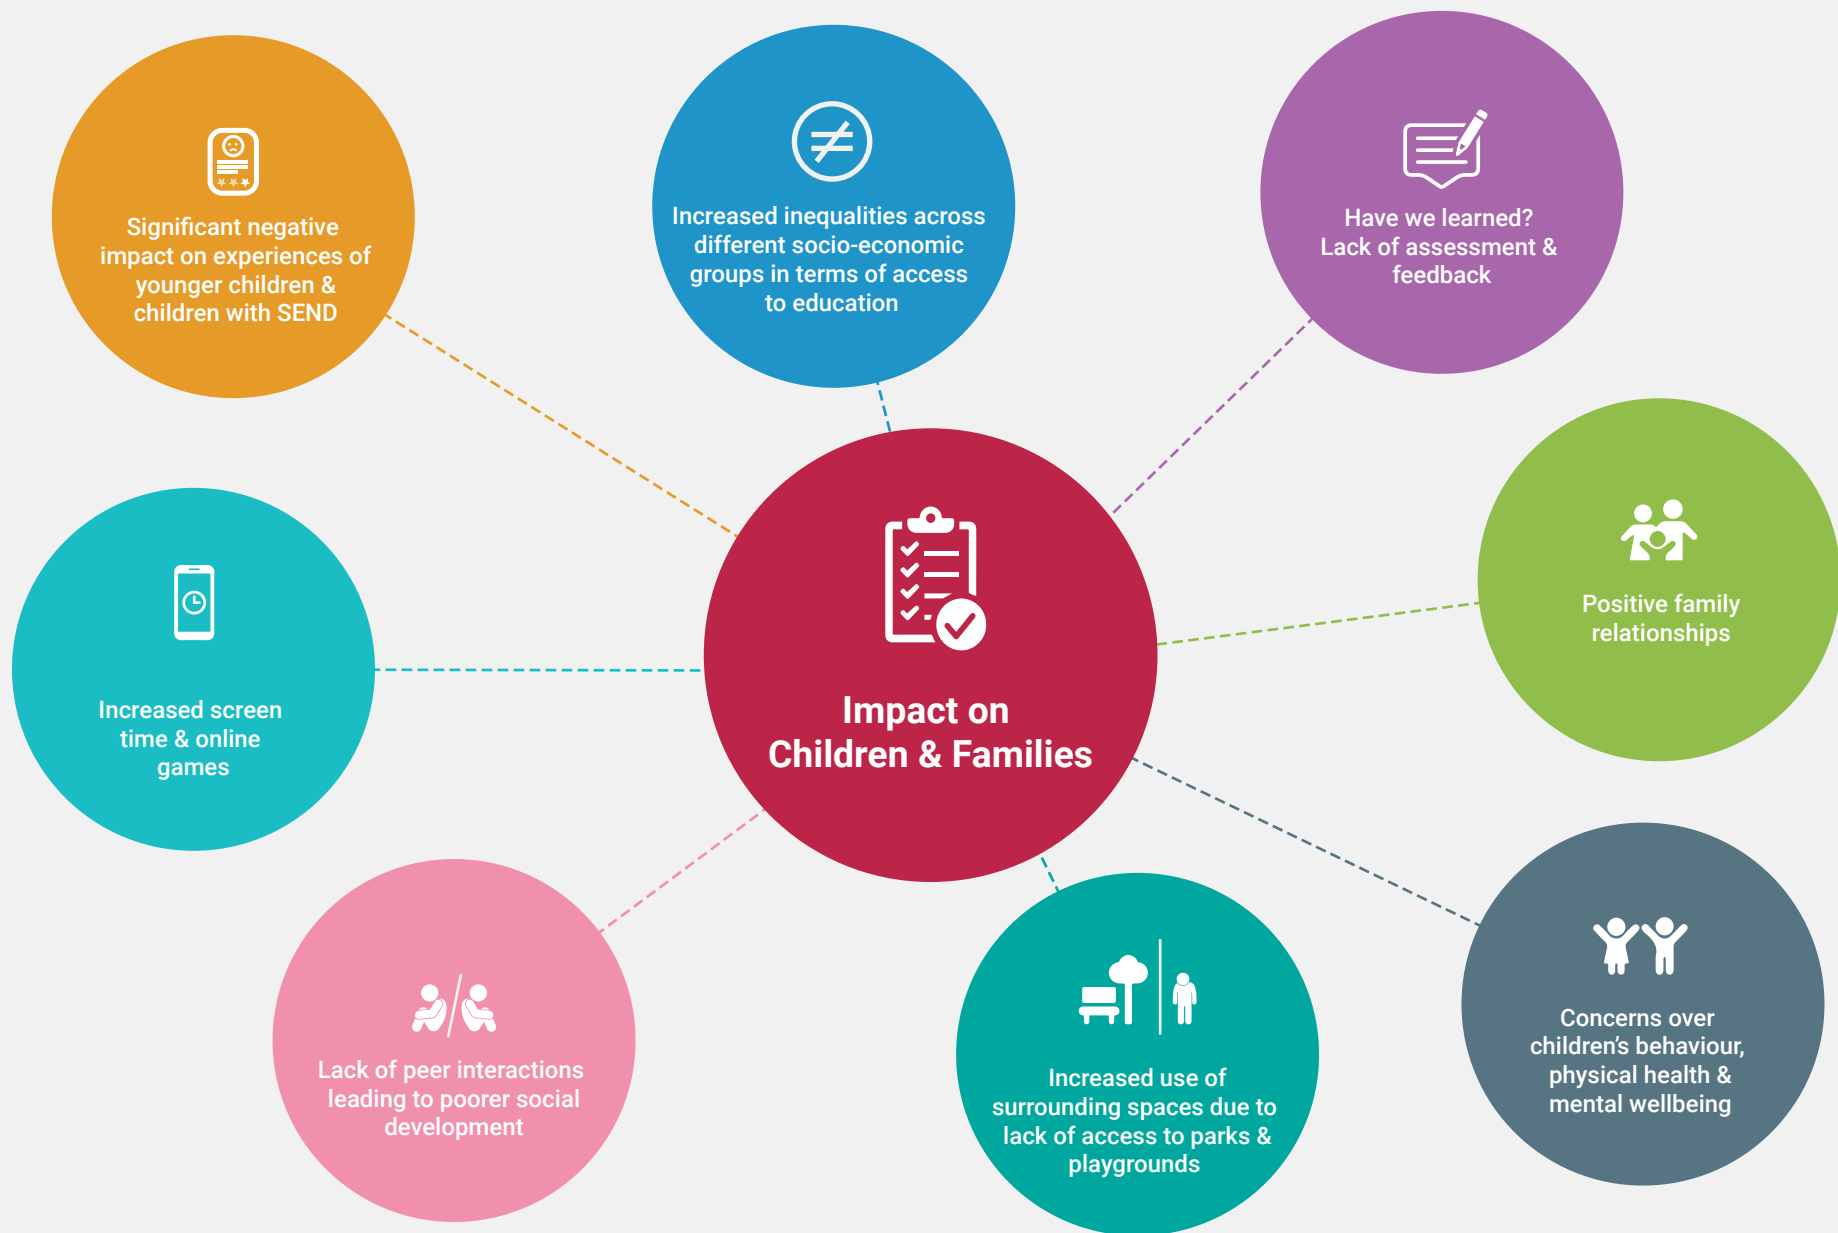 Significant negative
impact on experiences of
younger children &
children with SEND
Increased inequalities across
different socio-economic
groups in terms of access
to education
Have we learned?
Lack of assessment &
feedback
Positive family
relationships
Increased screen
time & online
games
Impact on
Children & Families
Lack of peer interactions
leading to poorer social
development
Increased use of
surrounding spaces due to
lack of access to parks &
playgrounds
Concerns over
children’s behaviour,
physical health &
mental wellbeing